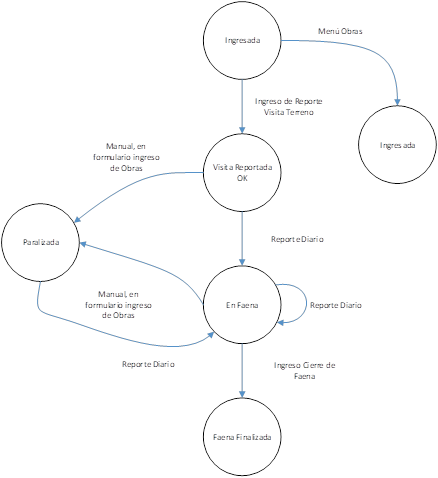 Ingresada
Menú Obras
Ingreso de Reporte
Visita Terreno
Ingresada
Manual, en
formulario ingreso
de Obras
Visita Reportada
OK
Paralizada
Reporte Diario
Manual, en
formulario ingreso
de Obras
En Faena
Reporte Diario
Reporte Diario
Ingreso Cierre de
Faena
Faena Finalizada